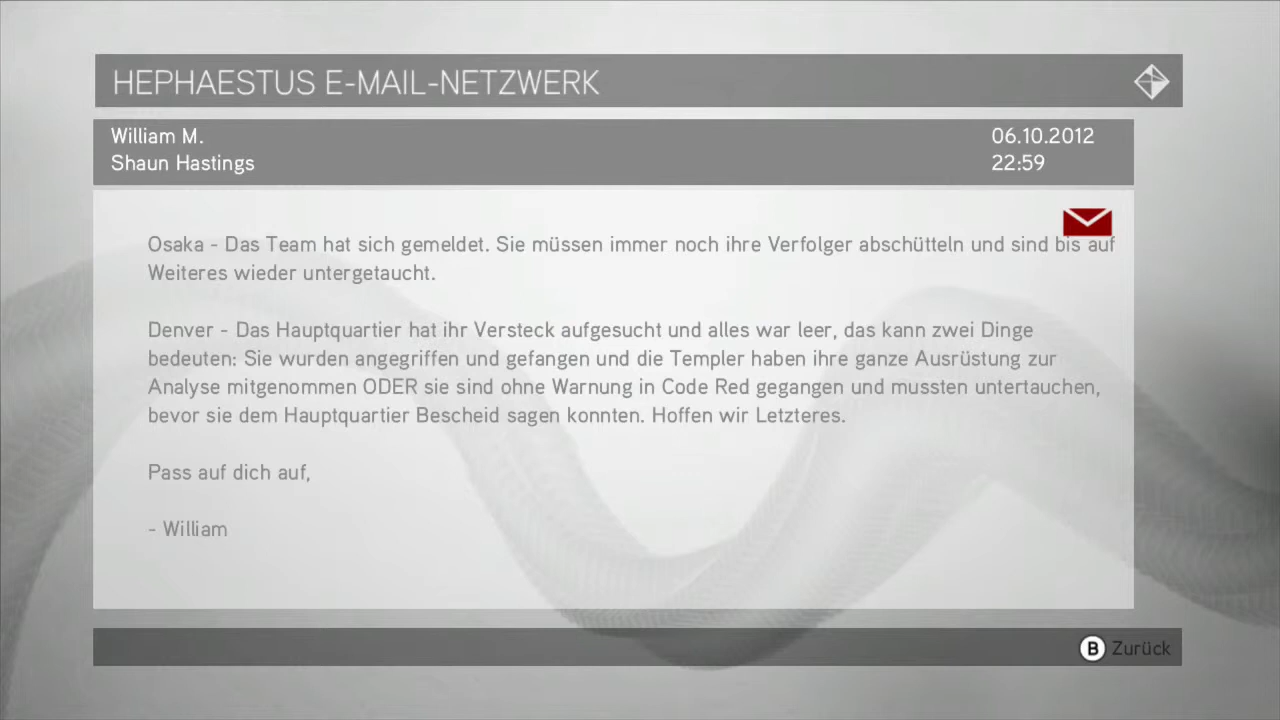 HEPHAESTUS E-MAIL-NETZWERK
William M.
06.10.2012
Shaun Hastings
22:59
Osaka - Das Team hat sich gemeldet. Sie müssen immer noch ihre Verfolger abschütteln und sind bis auf
Weiteres wieder untergetaucht.
Denver - Das Hauptquartier hat ihr Versteck aufgesucht und alles war leer, das kann zwei Dinge
bedeuten: Sie wurden angegriffen und gefangen und die Templer haben ihre ganze Ausrüstung zur
Analyse mitgenommen ODER sie sind ohne Warnung in Code Red gegangen und mussten untertauchen,
bevor sie dem Hauptquartier Bescheid sagen konnten. Hoffen wir Letzteres.
Pass auf dich auf,
- William
B Zurück